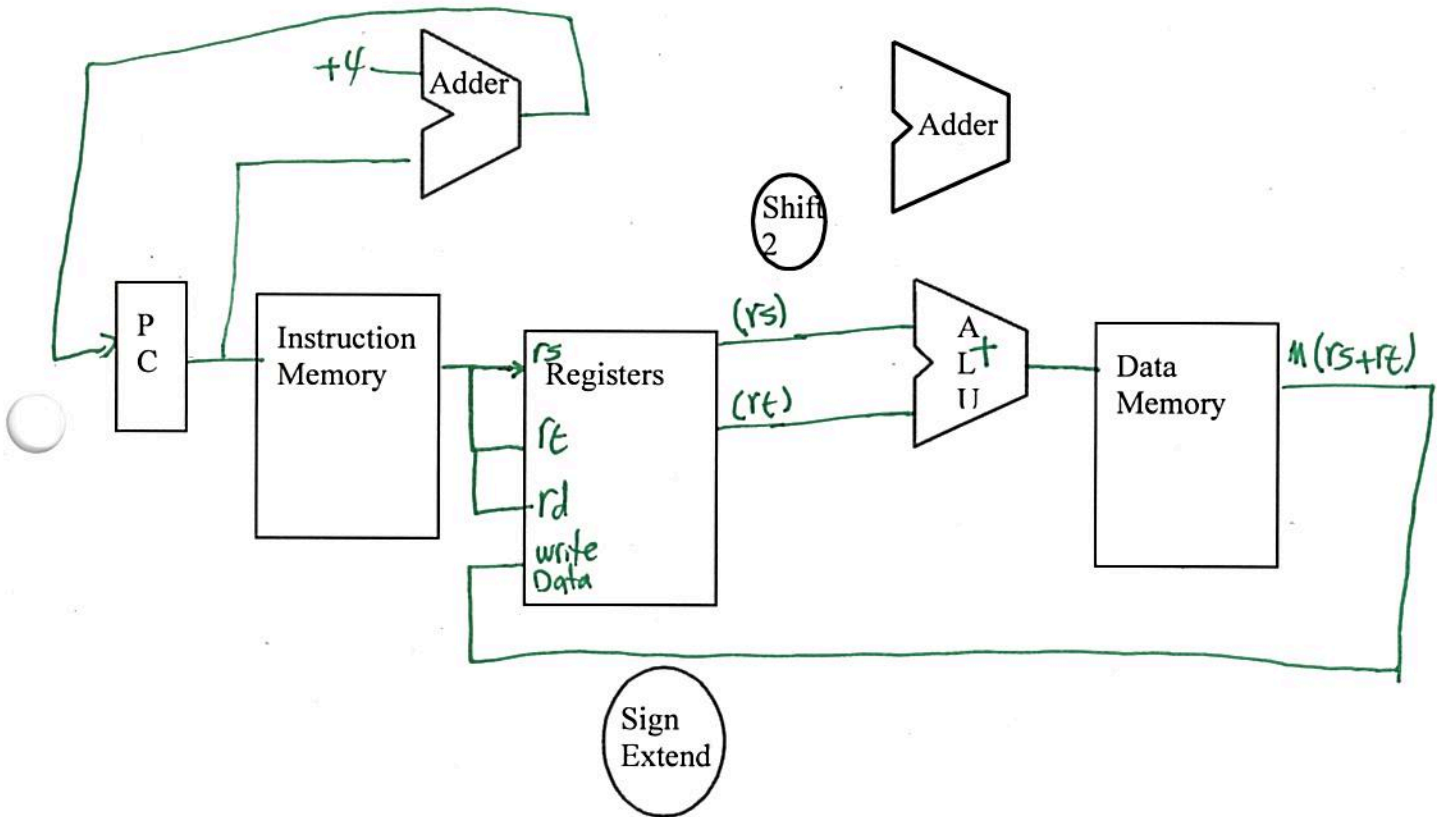 +4
Adder
Adder
Shift
2
P
C
Instruction
Memory
rs
Registers
rt
rd
write
Data
(rs)
(rt)
A
L
U
+
Data
Memory
M(rs+rt)
Sign
Extend